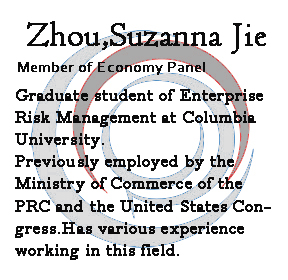 Zhou,Suzanna Jie
Member of Economy Panel
Graduate student of Enterprise
Risk Management at Columbia
University.
Previously employed by the
Ministry of Commerce of the
PRC and the United States Con-
gress.Has various experience
working in this field.